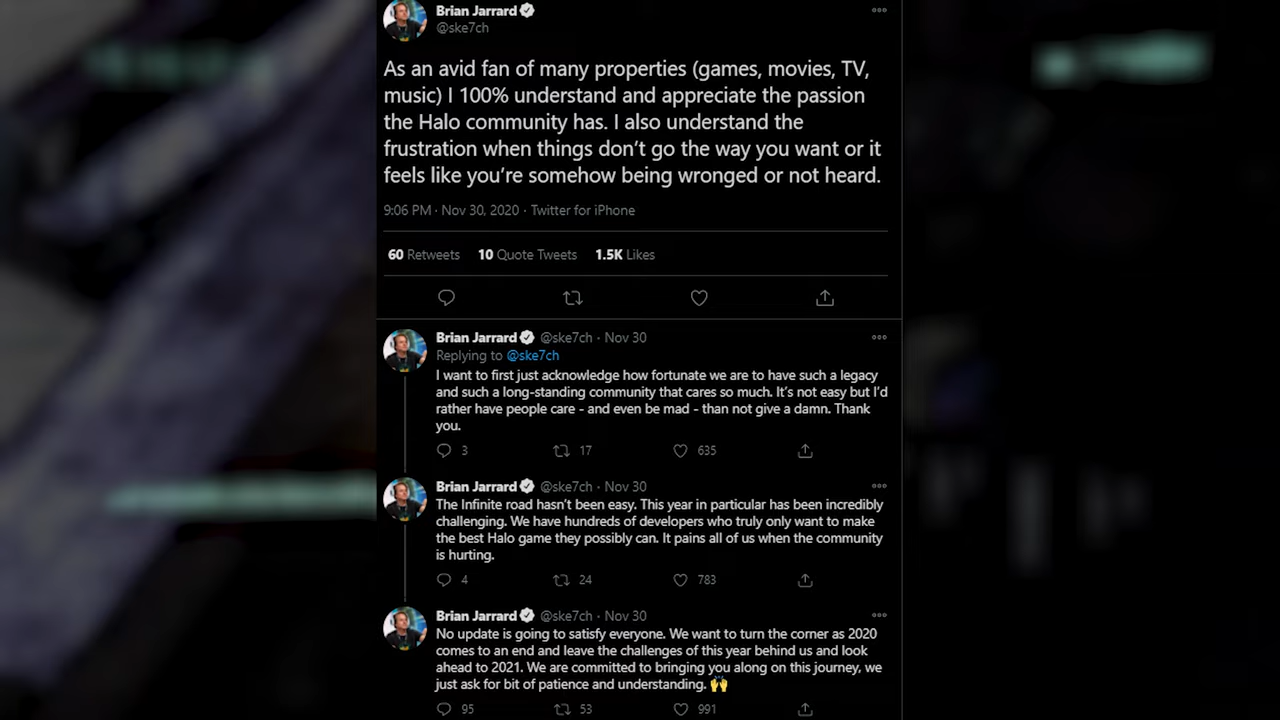 Brian Jarrard
@ske7ch
As an avid fan of many properties (games, movies, TV,
music) I 100% understand and appreciate the passion
the Halo community has. I also understand the
frustration when things don’t go the way you want or it
feels like you’re somehow being wronged or not heard.
9:06 PM · Nov 30, 2020 · Twitter for iPhone
60 Retweets 10 Quote Tweets 1.5K Likes
Brian Jarrard @ske7ch · Nov 30
Replying to @ske7ch
I want to first just acknowledge how fortunate we are to have such a legacy
and such a long-standing community that cares so much. It’s not easy but I’d
rather have people care - and even be mad - than not give a damn. Thank
you.
3 17 635
Brian Jarrard @ske7ch · Nov 30
The Infinite road hasn’t been easy. This year in particular has been incredibly
challenging. We have hundreds of developers who truly only want to make
the best Halo game they possibly can. It pains all of us when the community
is hurting.
4 24 783
Brian Jarrard @ske7ch · Nov 30
No update is going to satisfy everyone. We want to turn the corner as 2020
comes to an end and leave the challenges of this year behind us and look
ahead to 2021. We are committed to bringing you along on this journey, we
just ask for bit of patience and understanding. 🙌
95 53 991